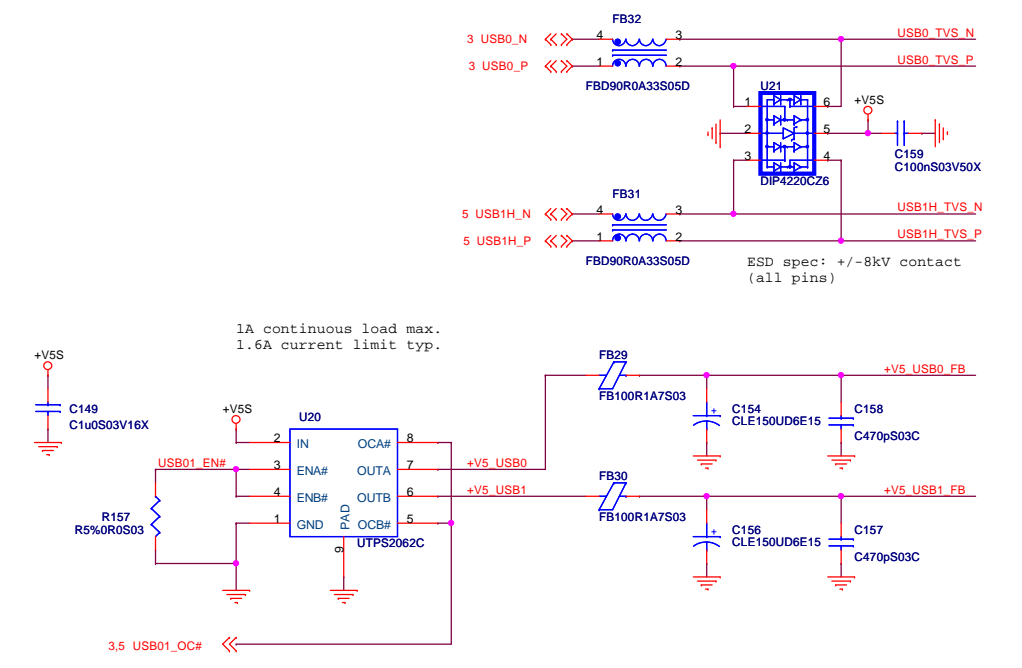 FB32
3 USB0_N
4
3
USB0_TVS_N
3 USB0_P
1
2
USB0_TVS_P
FBD90R0A33S05D
U21
1
6
+V5S
2
5
3
4
C159
C100nS03V50X
DIP4220CZ6
FB31
5 USB1H_N
4
3
USB1H_TVS_N
5 USB1H_P
1
2
USB1H_TVS_P
FBD90R0A33S05D
ESD spec: +/-8kV contact
(all pins)
1A continuous load max.
1.6A current limit typ.
+V5S
C149
C1u0S03V16X
+V5S
U20
2
IN
OCA#
8
USB01_EN#
3
ENA#
OUTA
7
+V5_USB0
4
ENB#
OUTB
6
+V5_USB1
1
GND
PAD
OCB#
5
9
UTPS2062C
R157
R5%0R0S03
FB29
FB100R1A7S03
+V5_USB0_FB
C154
CLE150UD6E15
C158
C470pS03C
FB30
FB100R1A7S03
+V5_USB1_FB
C156
CLE150UD6E15
C157
C470pS03C
3,5 USB01_OC#